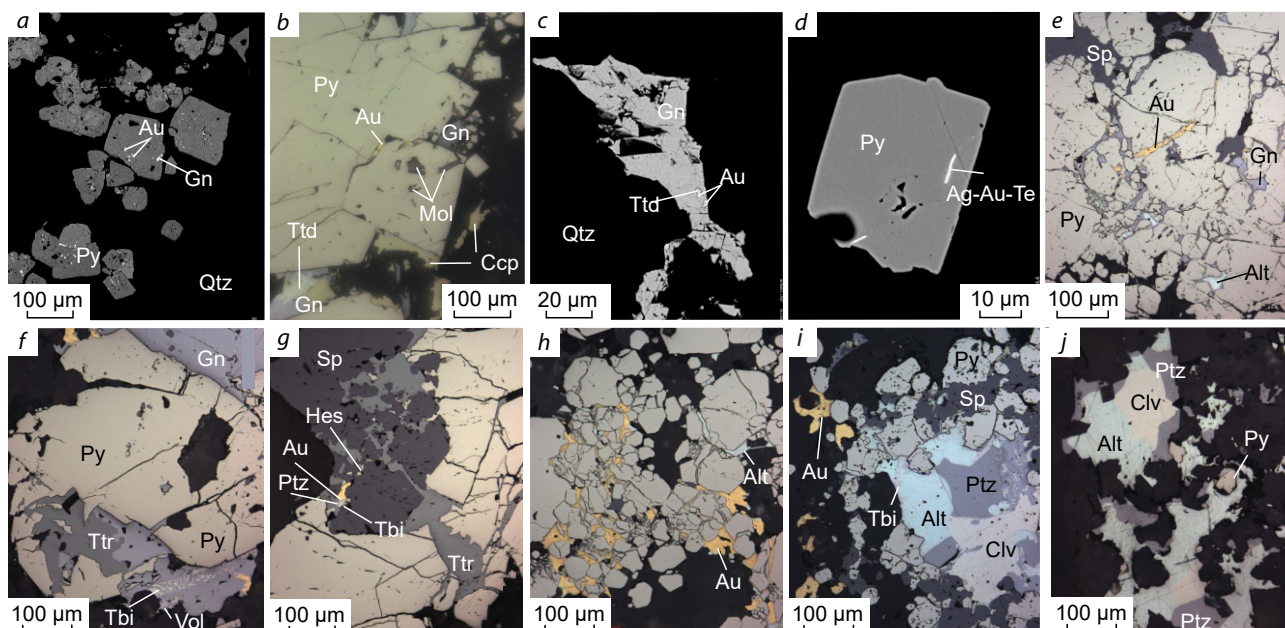 a
Au
Gn
Py
Qtz
100 µm
b
Py
Au
Gn
Mol
Ttd
Ccp
Gn
100 µm
c
Gn
Au
Ttd
Qtz
20 µm
d
Py
Ag-Au-Te
10 µm
e
Sp
Au
Gn
Py
Alt
100 µm
f
Gn
Py
Ttr
Py
Tbi
Vol
100 µm
g
Sp
Hes
Au
Ptz
Tbi
Ttr
100 µm
h
Alt
Au
100 µm
i
Py
Sp
Au
Ptz
Tbi
Alt
Clv
100 µm
j
Ptz
Clv
Alt
Py
Ptz
100 µm